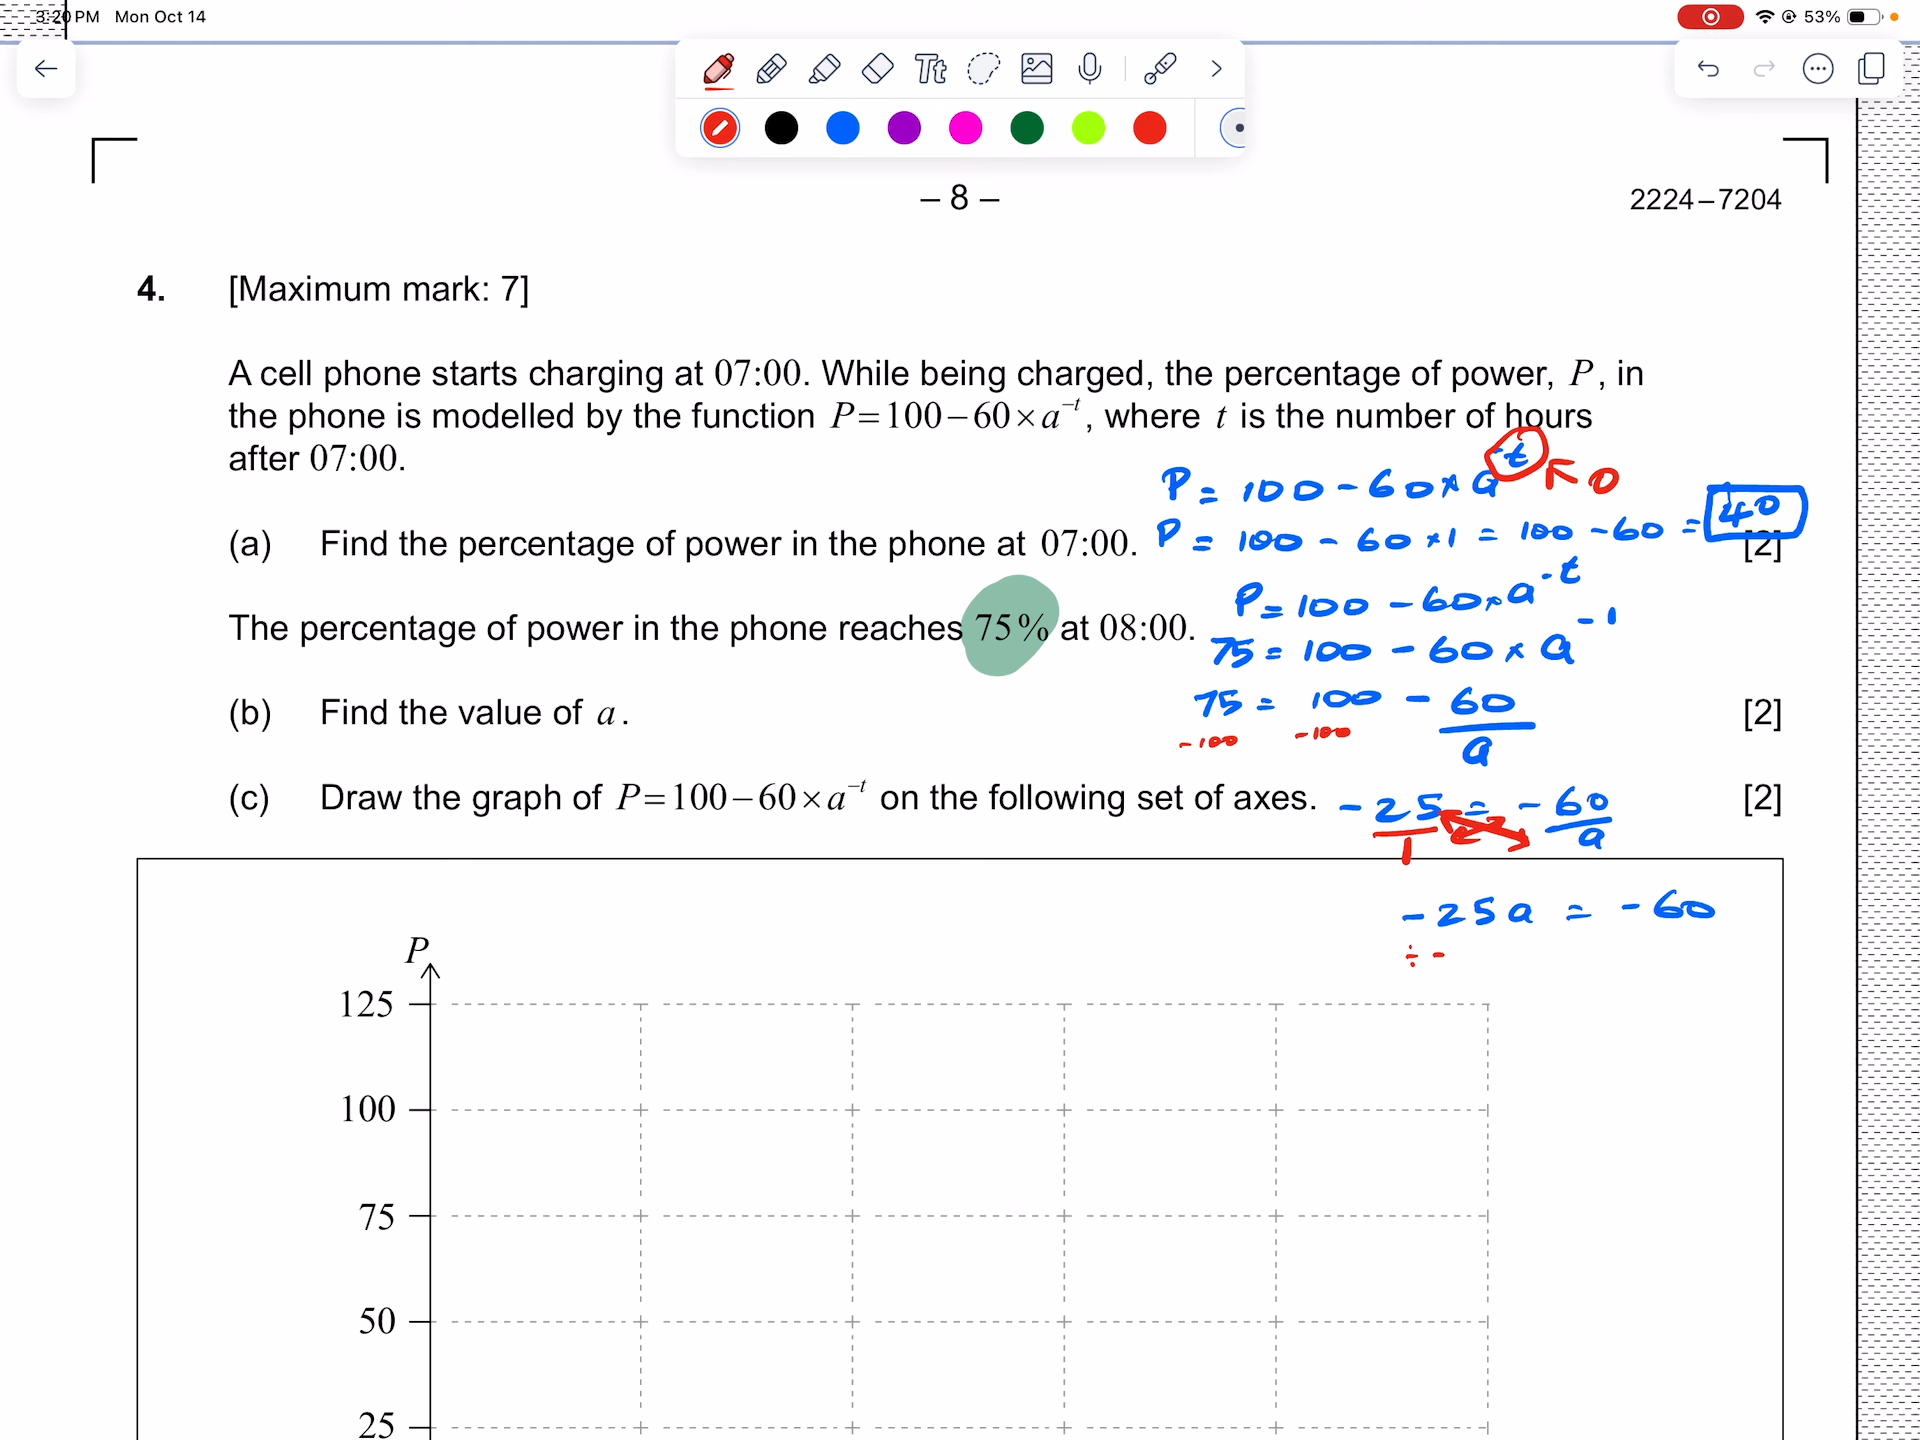 3:20 PM Mon Oct 14
53%
Tt
– 8 –
2224–7204
4. [Maximum mark: 7]
A cell phone starts charging at 07:00. While being charged, the percentage of power, P, in
the phone is modelled by the function P=100−60×a⁻ᵗ, where t is the number of hours
after 07:00.
P = 100 - 60 × a⁻ᵗ ← 0
(a) Find the percentage of power in the phone at 07:00. [2]
P = 100 - 60 × 1 = 100 - 60 = 40
P = 100 - 60 × a⁻ᵗ
The percentage of power in the phone reaches 75% at 08:00.
75 = 100 - 60 × a⁻¹
(b) Find the value of a. [2]
75 = 100 - 60/a
-100 -100
(c) Draw the graph of P=100−60×a⁻ᵗ on the following set of axes. [2]
-25/1 = -60/a
-25a = -60
÷ -
P
125
100
75
50
25